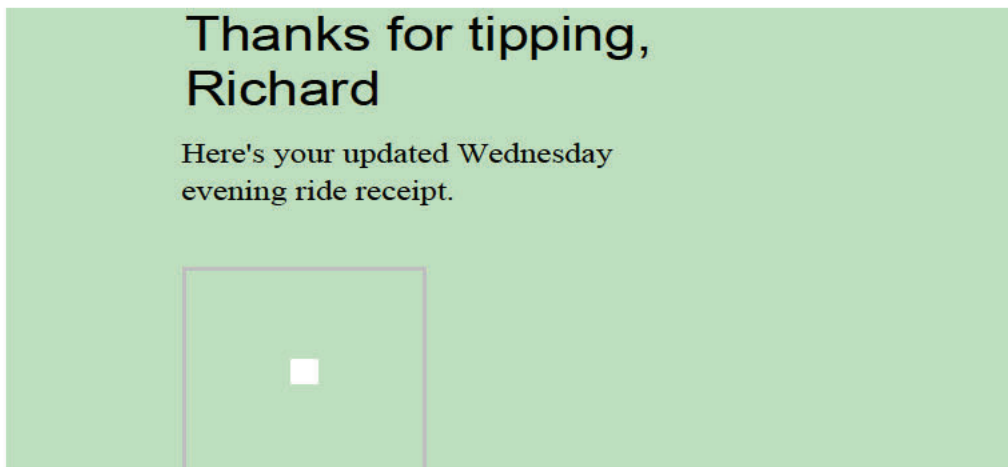 Thanks for tipping,
Richard
Here's your updated Wednesday
evening ride receipt.